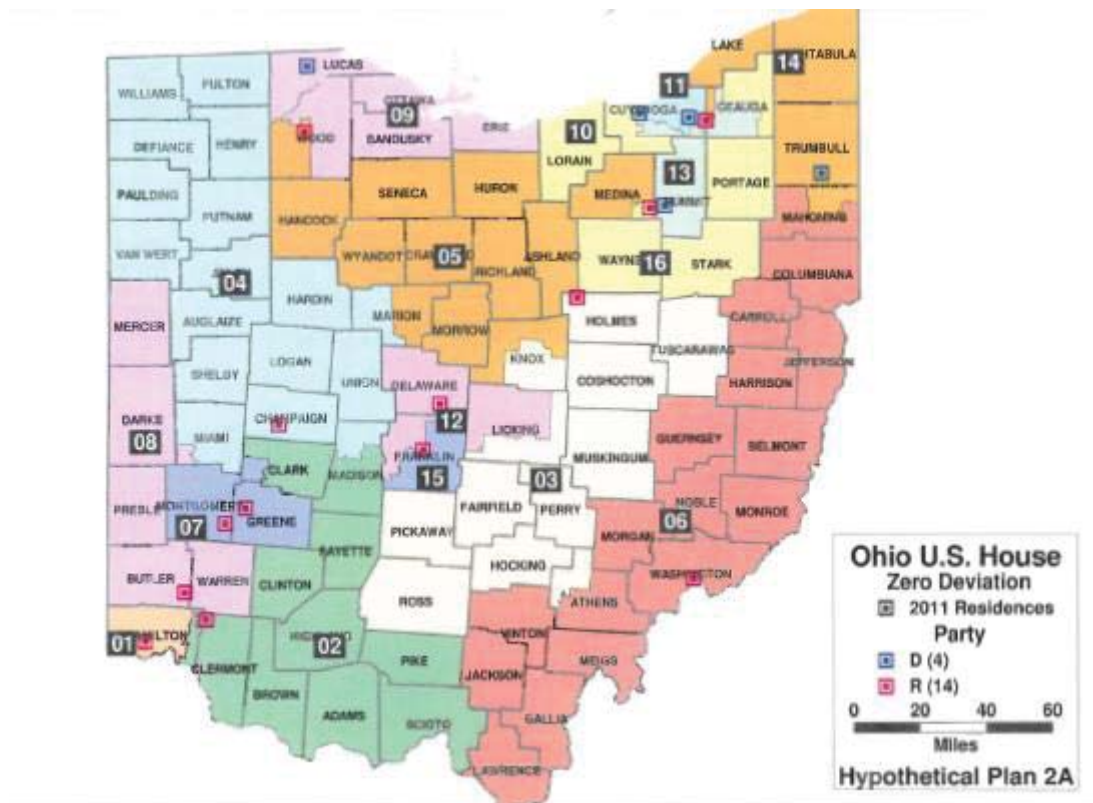 LAKE
14
LUCAS
11
FULTON
WILLIAMS
GEAUGA
09
ERIE
SANDUSKY
10
HENRY
DEFIANCE
TRUMBULL
LORAIN
13
PORTAGE
SENECA
HURON
MEDINA
PAULDING
PUTNAM
HANCOCK
MAHONING
VAN WERT
WYANDOT
05
ASHLAND
16
STARK
RICHLAND
COLUMBIANA
04
HARDIN
MERCER
AUGLAIZE
MARION
MORROW
HOLMES
CARROLL
TUSCARAWAS
KNOX
JEFFERSON
LOGAN
SHELBY
UNION
DELAWARE
COSHOCTON
HARRISON
DARKE
CHAMPAIGN
12
LICKING
08
MIAMI
GUERNSEY
BELMONT
FRANKLIN
MUSKINGUM
CLARK
MADISON
15
03
NOBLE
PREBLE
FAIRFIELD
PERRY
MONROE
07
GREENE
06
PICKAWAY
MORGAN
FAYETTE
HOCKING
WASHINGTON
BUTLER
WARREN
CLINTON
ROSS
ATHENS
01
02
VINTON
CLERMONT
PIKE
MEIGS
JACKSON
BROWN
ADAMS
SCIOTO
GALLIA
LAWRENCE
Ohio U.S. House
Zero Deviation
2011 Residences
Party
D (4)
R (14)
0 20 40 60
Miles
Hypothetical Plan 2A